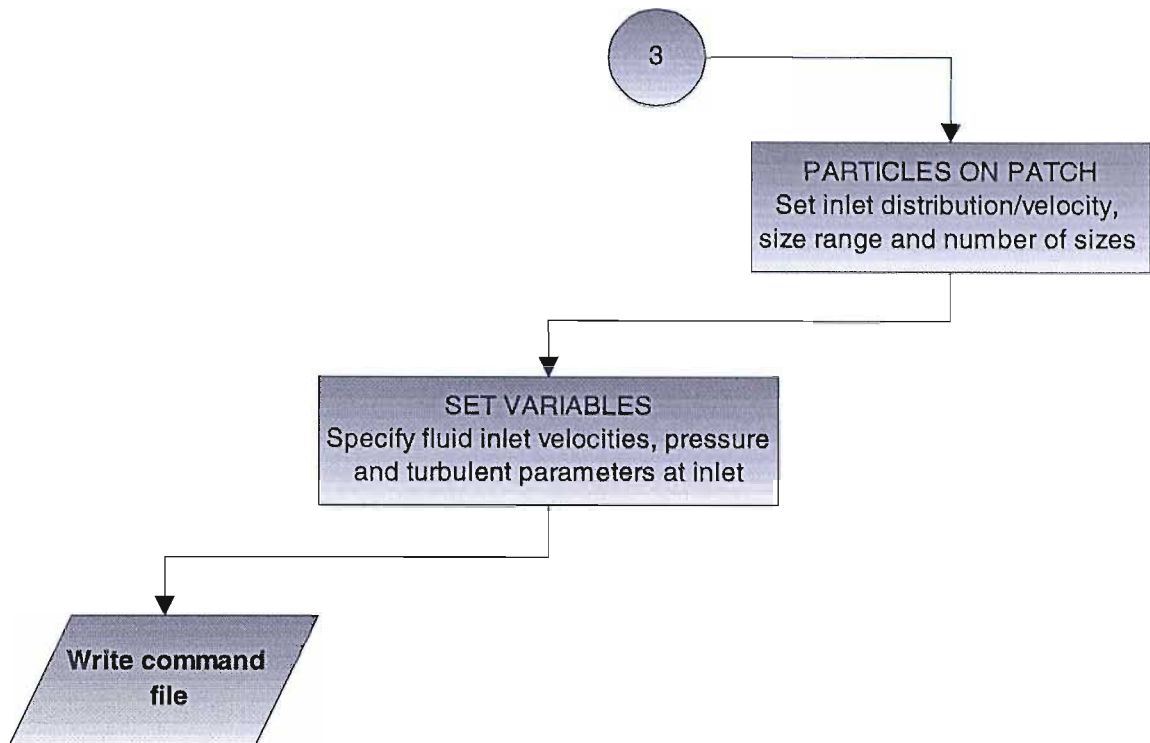 3
PARTICLES ON PATCH
Set inlet distribution/velocity,
size range and number of sizes
SET VARIABLES
Specify fluid inlet velocities, pressure
and turbulent parameters at inlet
Write command
file